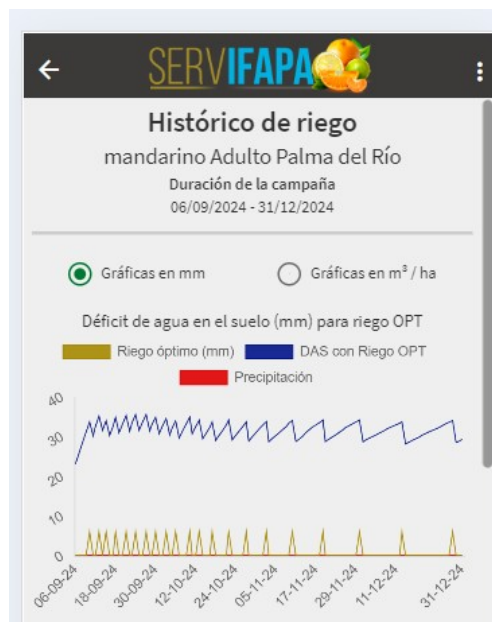 SERVIFAPA
Histórico de riego
mandarino Adulto Palma del Río
Duración de la campaña
06/09/2024 - 31/12/2024
Gráficas en mm
Gráficas en m³ / ha
Déficit de agua en el suelo (mm) para riego OPT
Riego óptimo (mm)
DAS con Riego OPT
Precipitación
40
30
20
10
0
06-09-24
18-09-24
30-09-24
12-10-24
24-10-24
05-11-24
17-11-24
29-11-24
11-12-24
31-12-24